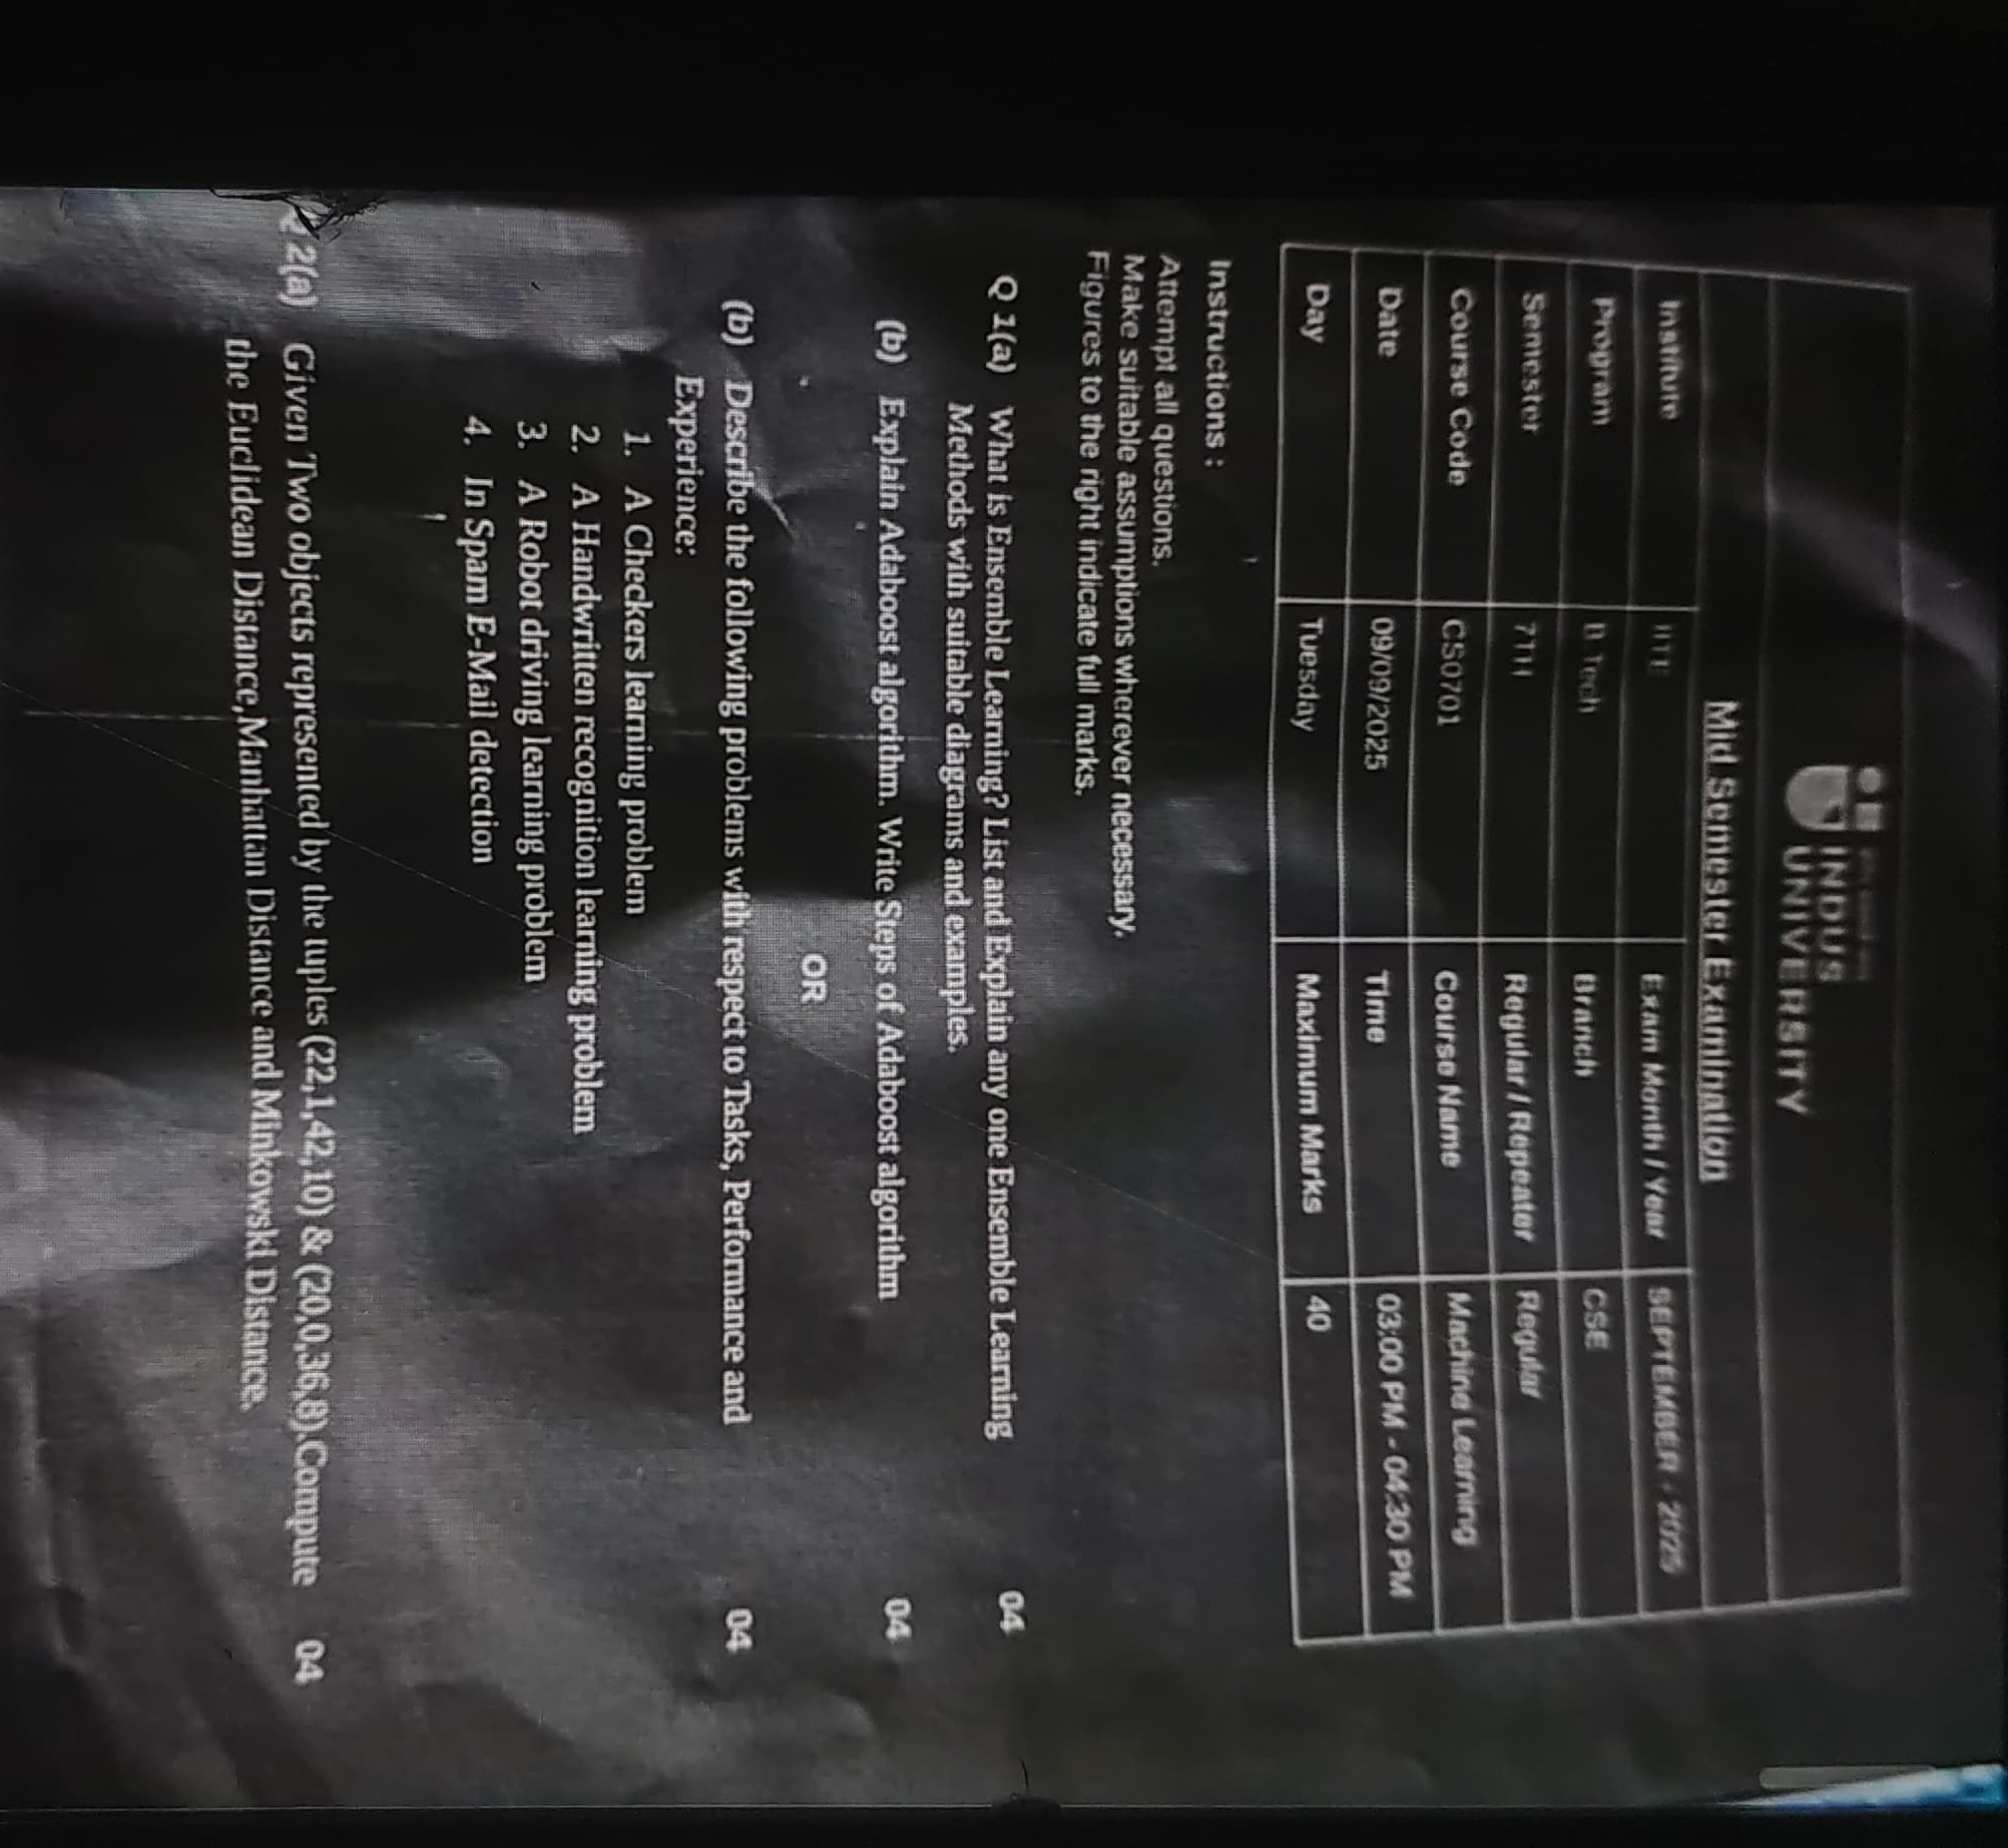 INDUS
UNIVERSITY
Mid Semester Examination
Institute IITE Exam Month / Year SEPTEMBER - 2025
Program B Tech Branch CSE
Semester 7TH Regular / Repeater Regular
Course Code CS0701 Course Name Machine Learning
Date 09/09/2025 Time 03:00 PM - 04:30 PM
Day Tuesday Maximum Marks 40
Instructions :
Attempt all questions.
Make suitable assumptions wherever necessary.
Figures to the right indicate full marks.
Q 1(a) What is Ensemble Learning? List and Explain any one Ensemble Learning 04
Methods with suitable diagrams and examples.
(b) Explain Adaboost algorithm. Write Steps of Adaboost algorithm 04
OR
(b) Describe the following problems with respect to Tasks, Performance and 04
Experience:
1. A Checkers learning problem
2. A Handwritten recognition learning problem
3. A Robot driving learning problem
4. In Spam E-Mail detection
Q 2(a) Given Two objects represented by the tuples (22,1,42,10) & (20,0,36,8).Compute 04
the Euclidean Distance,Manhattan Distance and Minkowski Distance.